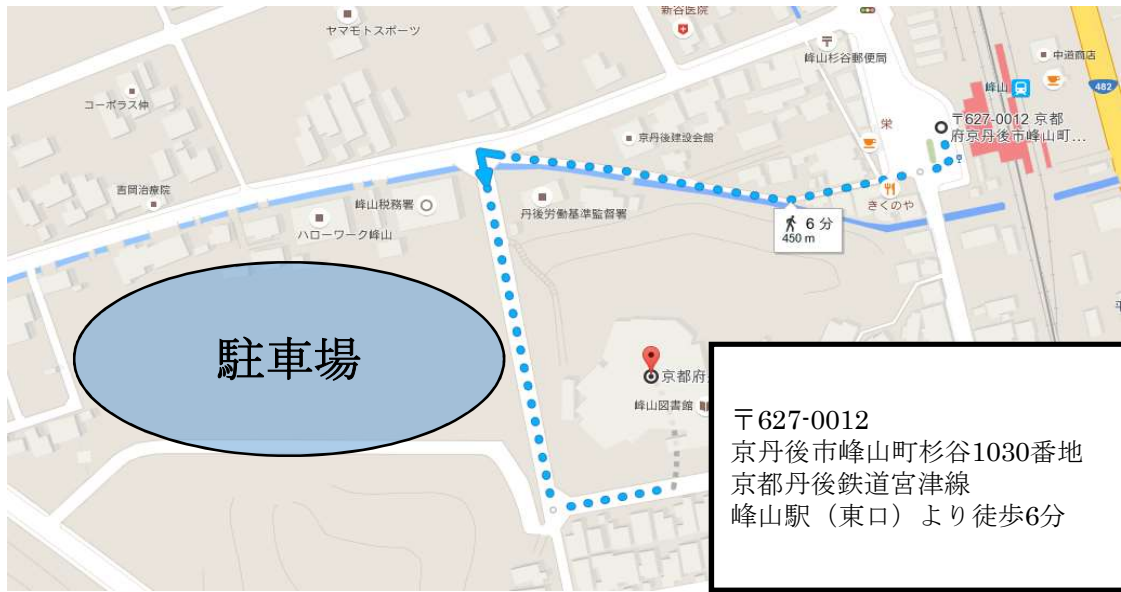 新谷医院
ヤマモトスポーツ
峰山杉谷郵便局
中道商店
コーポラス仲
峰山
482
〒627-0012 京都
府京丹後市峰山町...
栄
京丹後建設会館
吉岡治療院
峰山税務署
丹後労働基準監督署
きくのや
ハローワーク峰山
6 分
450 m
駐車場
京都府
峰山図書館
〒627-0012
京丹後市峰山町杉谷1030番地
京都丹後鉄道宮津線
峰山駅（東口）より徒歩6分